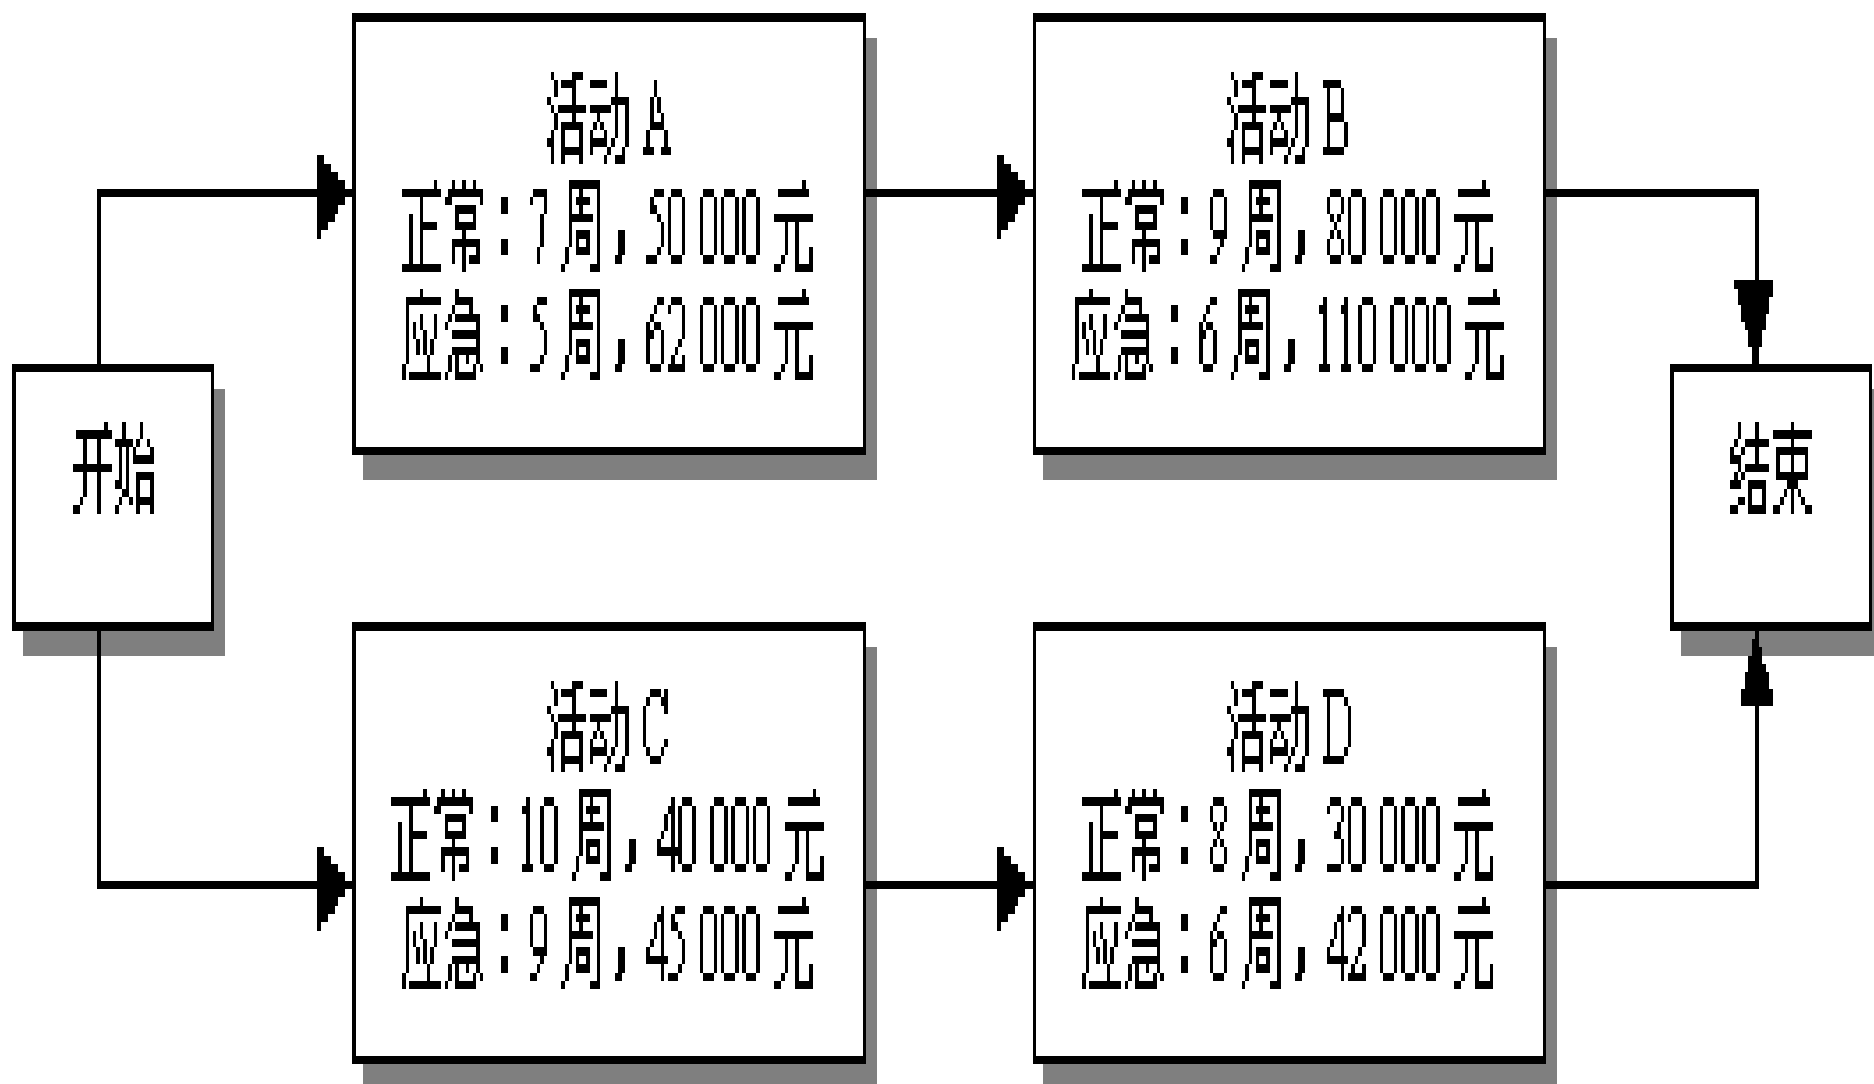 活动 A
正常：7 周，50 000 元
应急：5 周，62 000 元
活动 B
正常：9 周，80 000 元
应急：6 周，110 000 元
开始
结束
活动 C
正常：10 周，40 000 元
应急：9 周，45 000 元
活动 D
正常：8 周，30 000 元
应急：6 周，42 000 元